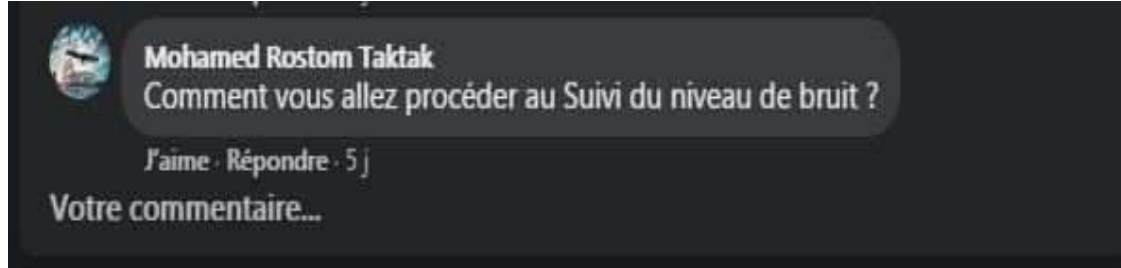 Mohamed Rostom Taktak
Comment vous allez procéder au Suivi du niveau de bruit ?
J'aime · Répondre · 5 j
Votre commentaire...